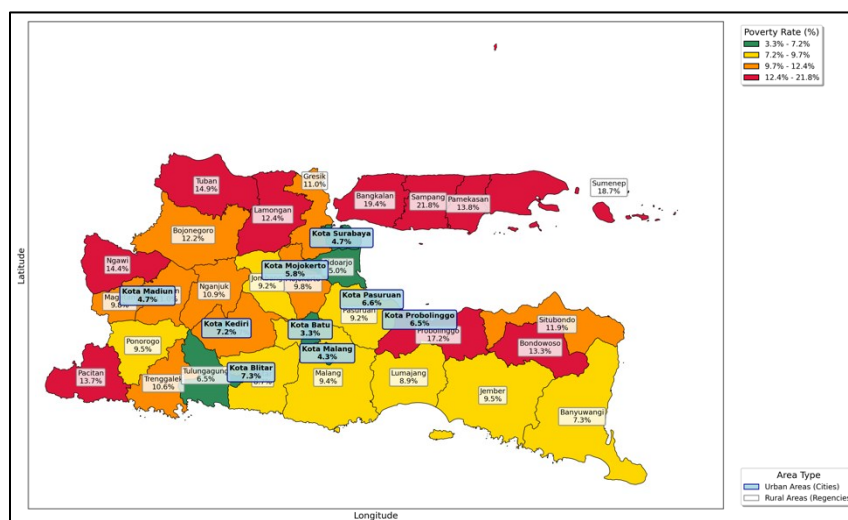 Poverty Rate (%)
3.3% - 7.2%
7.2% - 9.7%
9.7% - 12.4%
12.4% - 21.8%
Tuban
14.9%
Gresik
11.0%
Lamongan
12.4%
Bangkalan
19.4%
Sampang
21.8%
Pamekasan
13.8%
Sumenep
18.7%
Bojonegoro
12.2%
Kota Surabaya
4.7%
Ngawi
14.4%
Kota Mojokerto
5.8%
doarjo
5.0%
9.2%
9.8%
Nganjuk
10.9%
Kota Madiun
4.7%
Mag
Kota Pasuruan
6.6%
Pasuruan
9.2%
Kota Probolinggo
6.5%
Probolinggo
17.2%
Situbondo
11.9%
Bondowoso
13.3%
Kota Kediri
7.2%
Kota Batu
3.3%
Kota Malang
4.3%
Ponorogo
9.5%
Pacitan
13.7%
Trenggalek
10.6%
Tulungagung
6.5%
Kota Blitar
7.3%
Malang
9.4%
Lumajang
8.9%
Jember
9.5%
Banyuwangi
7.3%
Latitude
Longitude
Area Type
Urban Areas (Cities)
Rural Areas (Regencies)